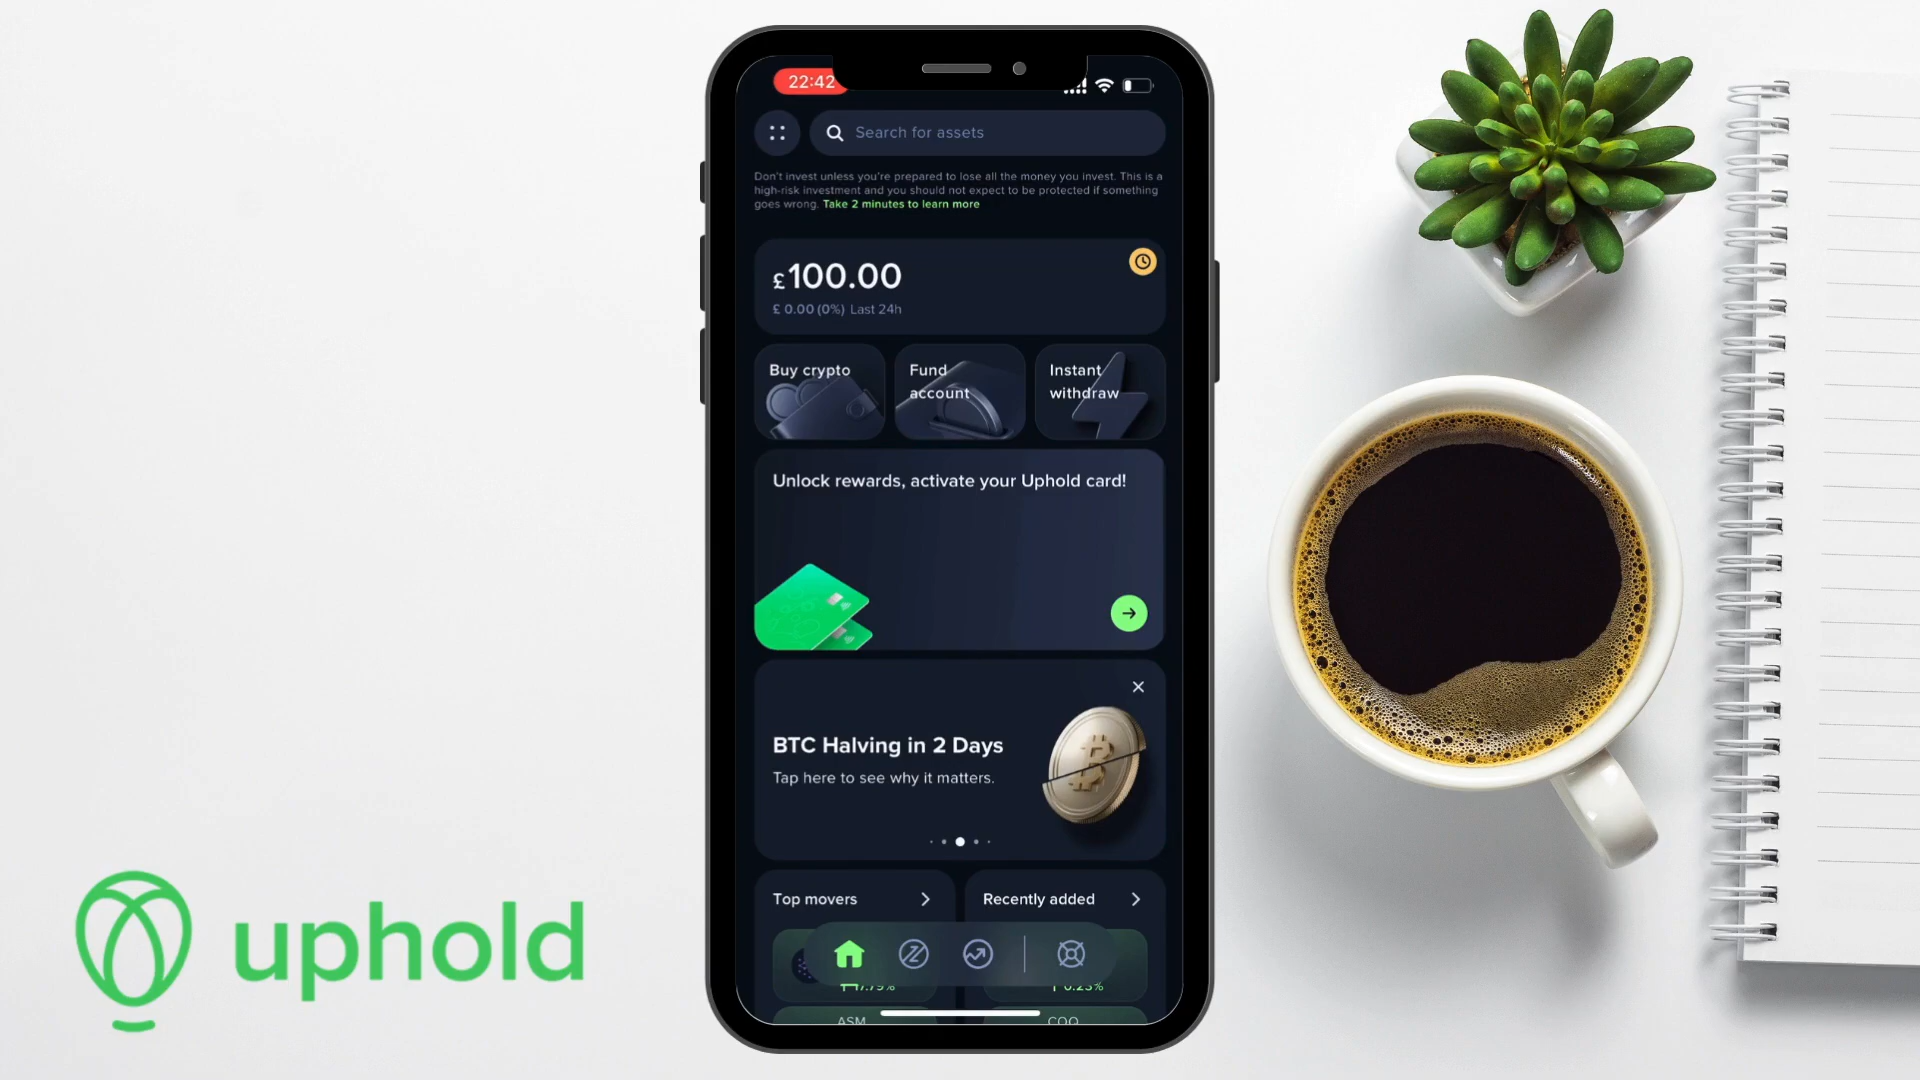 22:42
Search for assets
Don't invest unless you're prepared to lose all the money you invest. This is a
high-risk investment and you should not expect to be protected if something
goes wrong. Take 2 minutes to learn more
£100.00
£ 0.00 (0%) Last 24h
Buy crypto
Fund
account
Instant
withdraw
Unlock rewards, activate your Uphold card!
BTC Halving in 2 Days
Tap here to see why it matters.
Top movers
Recently added
ASM
COQ
uphold